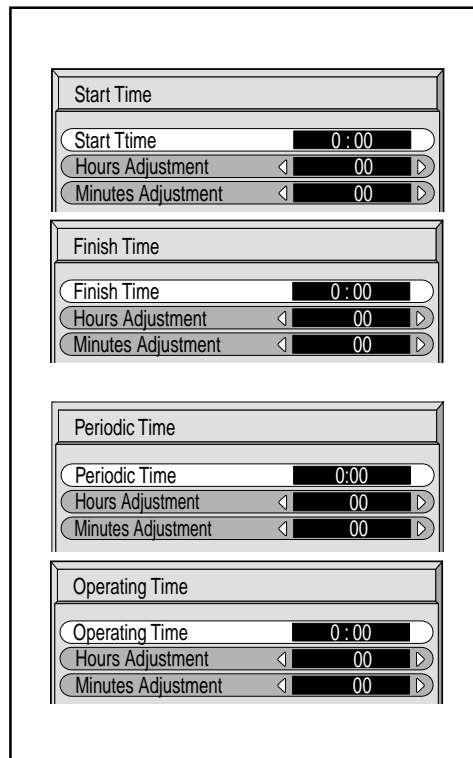 Start Ttime
Start Ttime 0 : 00
Hours Adjustment 00
Minutes Adjustment 00
Finish Time
Finish Time 0 : 00
Hours Adjustment 00
Minutes Adjustment 00
Periodic Time
Periodic Time 0:00
Hours Adjustment 00
Minutes Adjustment 00
Operating Time
Operating Time 0 : 00
Hours Adjustment 00
Minutes Adjustment 00